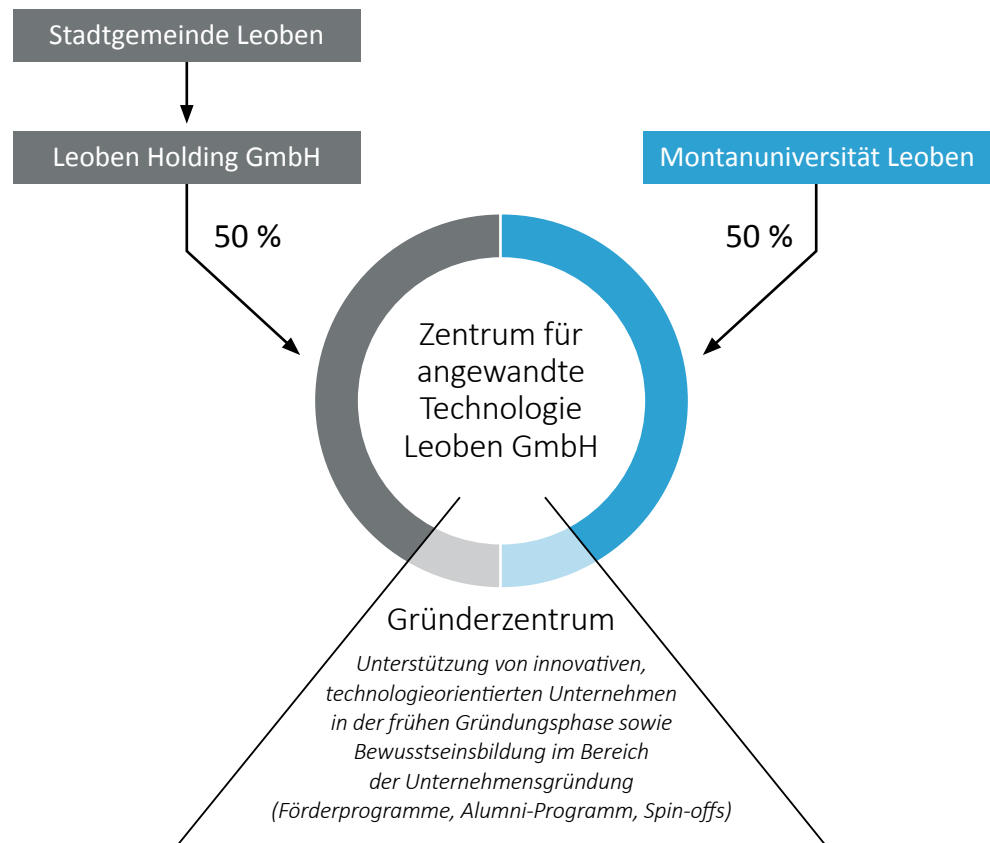 Stadtgemeinde Leoben
Leoben Holding GmbH
Montanuniversität Leoben
50 %
50 %
Zentrum für
angewandte
Technologie
Leoben GmbH
Gründerzentrum
Unterstützung von innovativen,
technologieorientierten Unternehmen
in der frühen Gründungsphase sowie
Bewusstseinsbildung im Bereich
der Unternehmensgründung
(Förderprogramme, Alumni-Programm, Spin-offs)